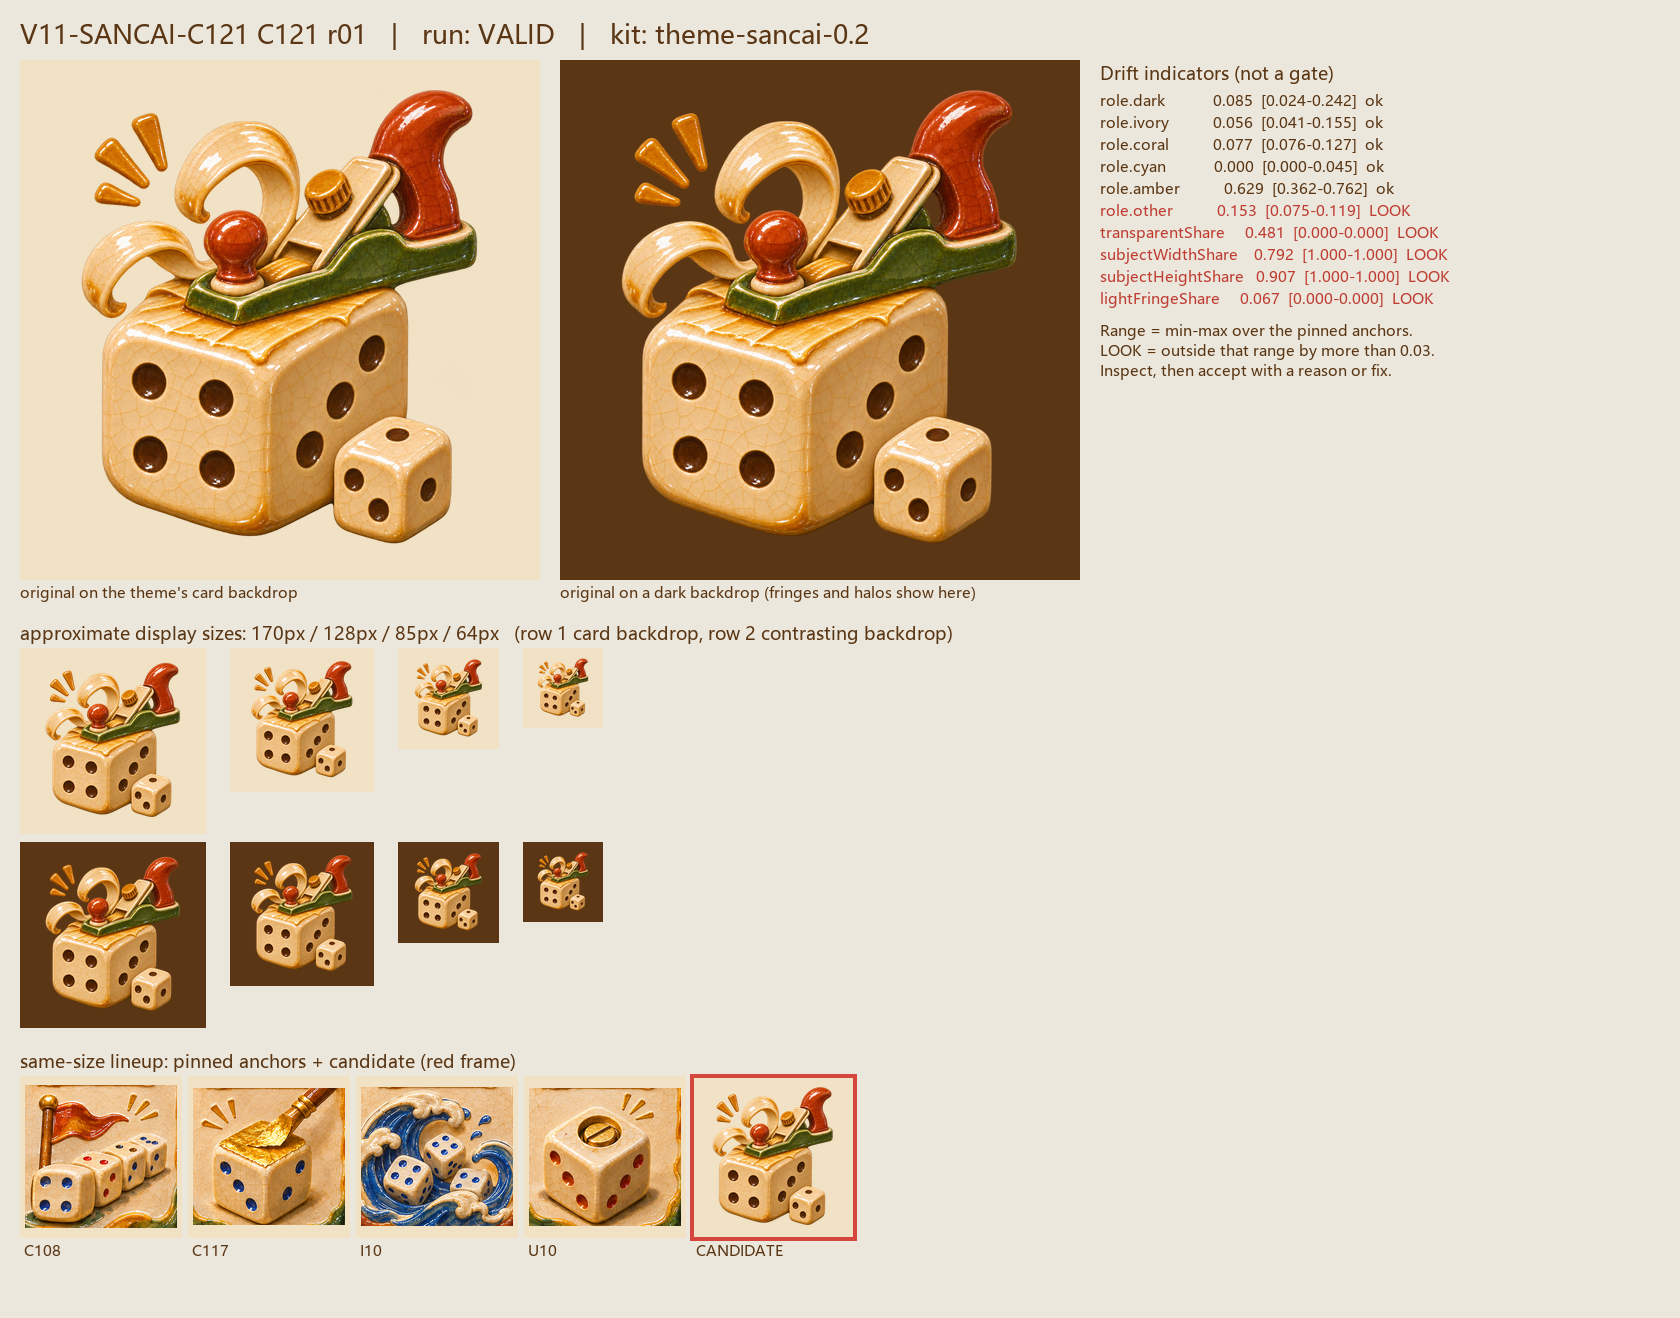 V11-SANCAI-C121 C121 r01 | run: VALID | kit: theme-sancai-0.2
Drift indicators (not a gate)
role.dark 0.085 [0.024-0.242] ok
role.ivory 0.056 [0.041-0.155] ok
role.coral 0.077 [0.076-0.127] ok
role.cyan 0.000 [0.000-0.045] ok
role.amber 0.629 [0.362-0.762] ok
role.other 0.153 [0.075-0.119] LOOK
transparentShare 0.481 [0.000-0.000] LOOK
subjectWidthShare 0.792 [1.000-1.000] LOOK
subjectHeightShare 0.907 [1.000-1.000] LOOK
lightFringeShare 0.067 [0.000-0.000] LOOK
Range = min-max over the pinned anchors.
LOOK = outside that range by more than 0.03.
Inspect, then accept with a reason or fix.
original on the theme's card backdrop
original on a dark backdrop (fringes and halos show here)
approximate display sizes: 170px / 128px / 85px / 64px (row 1 card backdrop, row 2 contrasting backdrop)
same-size lineup: pinned anchors + candidate (red frame)
C108
C117
I10
U10
CANDIDATE